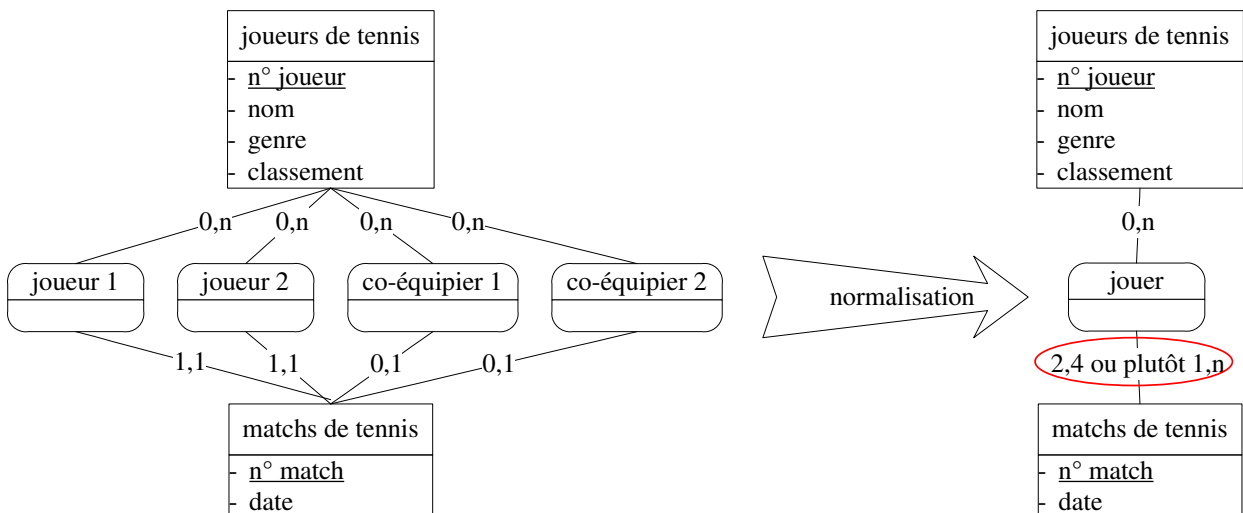 joueurs de tennis
- n° joueur
- nom
- genre
- classement
0,n 0,n 0,n 0,n
joueur 1 joueur 2 co-équipier 1 co-équipier 2
1,1 1,1 0,1 0,1
matchs de tennis
- n° match
- date
normalisation
joueurs de tennis
- n° joueur
- nom
- genre
- classement
0,n
jouer
2,4 ou plutôt 1,n
matchs de tennis
- n° match
- date